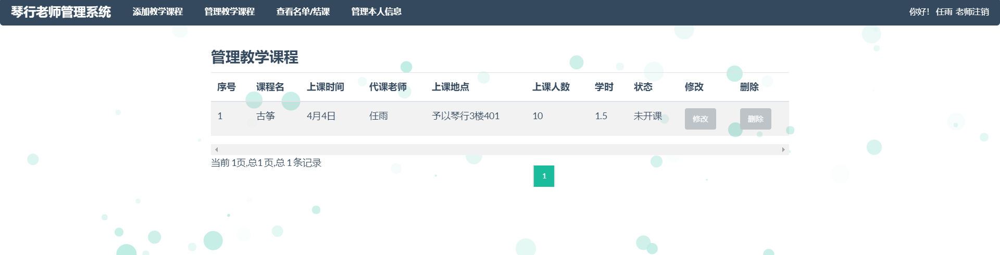 琴行老师管理系统 添加教学课程 管理教学课程 查看名单/结课 管理本人信息 你好！ 任雨 老师注销
管理教学课程
序号 课程名 上课时间 代课老师 上课地点 上课人数 学时 状态 修改 删除
1 古筝 4月4日 任雨 予以琴行3楼401 10 1.5 未开课 修改 删除
当前 1页,总1 页,总 1 条记录
1